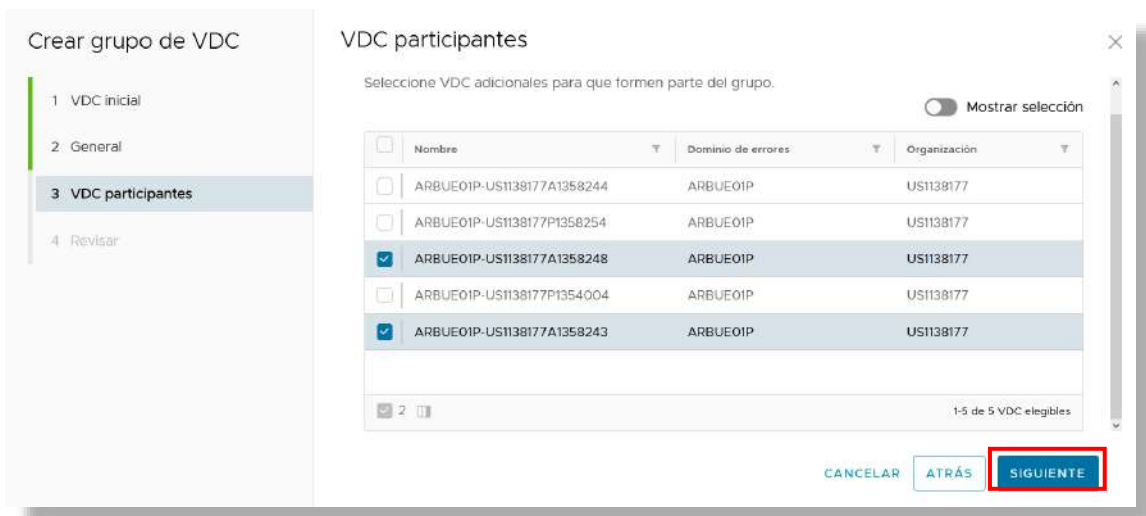 Crear grupo de VDC
1 VDC inicial
2 General
3 VDC participantes
4 Revisar
VDC participantes
Seleccione VDC adicionales para que formen parte del grupo.
Mostrar selección
Nombre Dominio de errores Organización
ARBUE01P-US1138177A1358244 ARBUE01P US1138177
ARBUE01P-US1138177P1358254 ARBUE01P US1138177
ARBUE01P-US1138177A1358248 ARBUE01P US1138177
ARBUE01P-US1138177P1354004 ARBUE01P US1138177
ARBUE01P-US1138177A1358243 ARBUE01P US1138177
2 1-5 de 5 VDC elegibles
CANCELAR ATRÁS SIGUIENTE